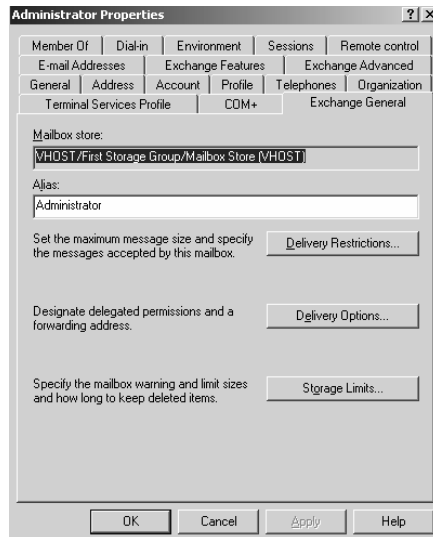 Administrator Properties
Member Of Dial-in Environment Sessions Remote control
E-mail Addresses Exchange Features Exchange Advanced
General Address Account Profile Telephones Organization
Terminal Services Profile COM+ Exchange General
Mailbox store:
VHOST/First Storage Group/Mailbox Store (VHOST)
Alias:
Administrator
Set the maximum message size and specify
the messages accepted by this mailbox.
Delivery Restrictions...
Designate delegated permissions and a
forwarding address.
Delivery Options...
Specify the mailbox warning and limit sizes
and how long to keep deleted items.
Storage Limits...
OK Cancel Apply Help